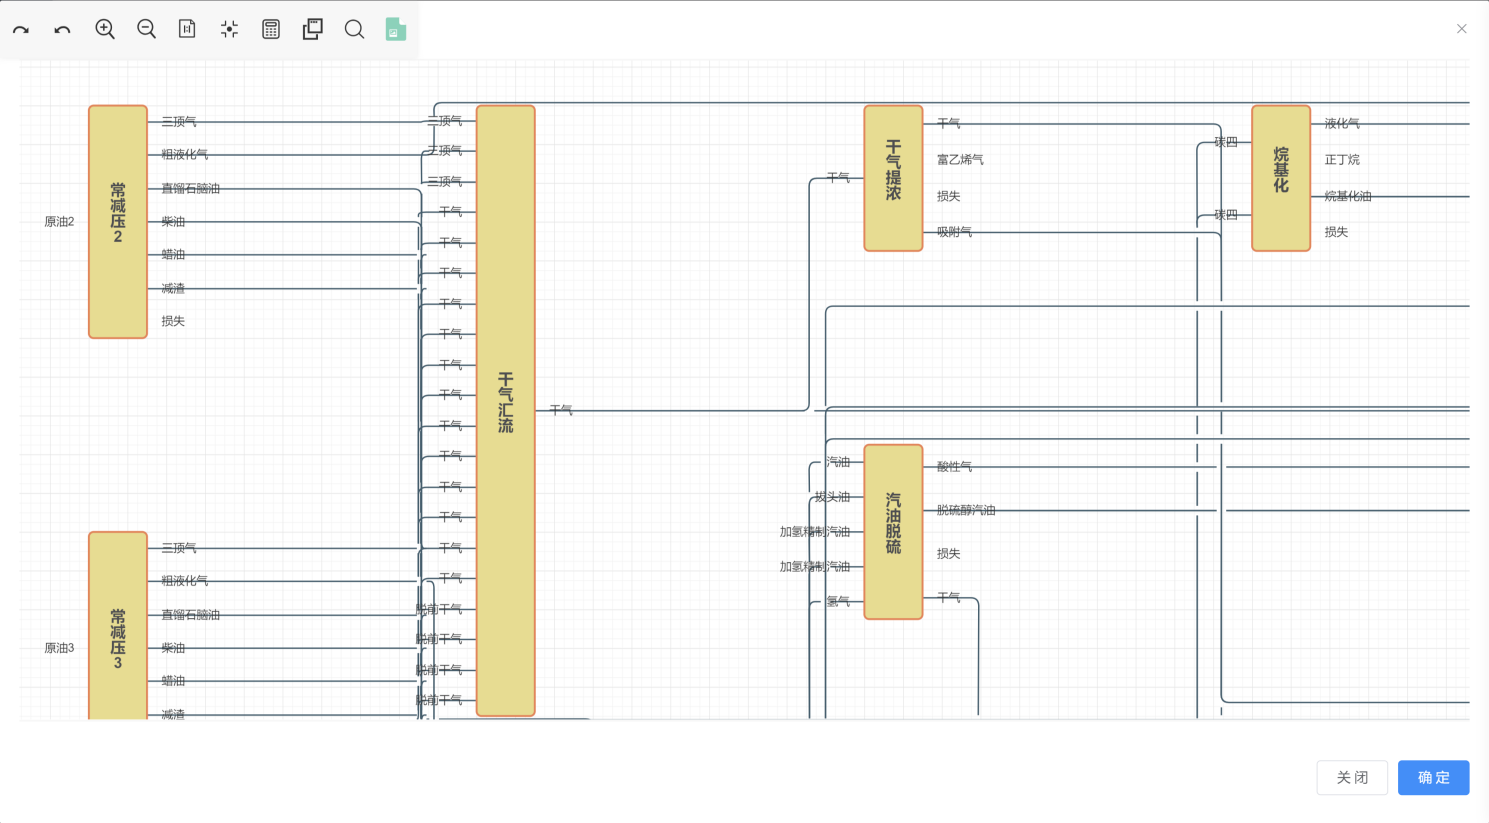 原油2
常减压2
三顶气
粗液化气
直馏石脑油
柴油
蜡油
减渣
损失
原油3
常减压3
三顶气
粗液化气
直馏石脑油
柴油
蜡油
减渣
三顶气
三顶气
三顶气
干气
干气
干气
干气
干气
干气
干气
干气
干气
干气
干气
干气
干气
脱前干气
脱前干气
脱前干气
脱前干气
干气汇流
干气
干气
干气提浓
干气
富乙烯气
损失
吸附气
碳四
碳四
烷基化
液化气
正丁烷
烷基化油
损失
汽油
拔头油
加氢精制汽油
加氢精制汽油
氢气
汽油脱硫
酸性气
脱硫醇汽油
损失
干气
关闭
确定